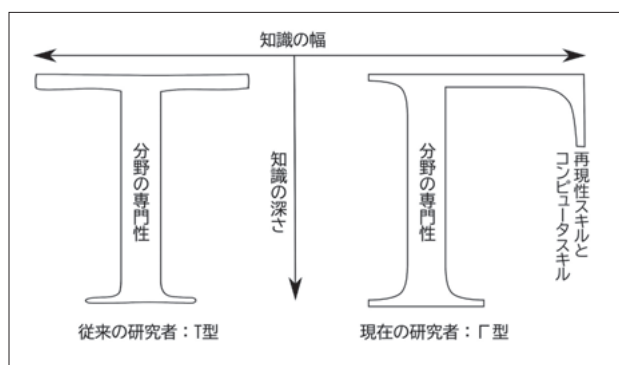 知識の幅
分野の専門性
知識の深さ
分野の専門性
再現性スキルと
コンピュータスキル
従来の研究者：T型
現在の研究者：Γ型